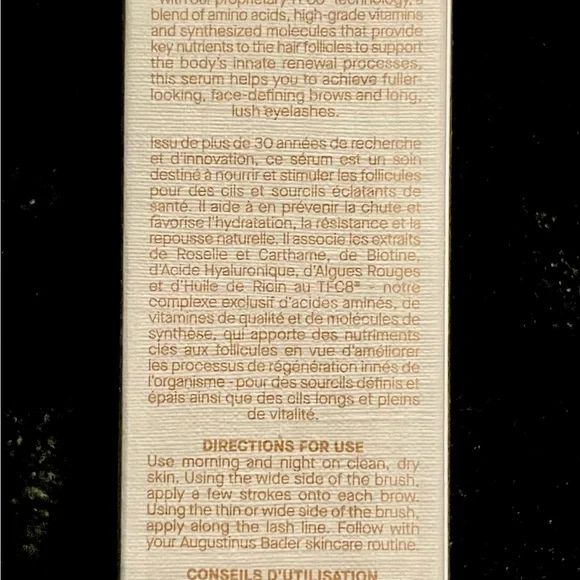 with our proprietary TFC8® technology, a
blend of amino acids, high-grade vitamins
and synthesized molecules that provide
key nutrients to the hair follicles to support
the body's innate renewal processes,
this serum helps you to achieve fuller-
looking, face-defining brows and long,
lush eyelashes.
Issu de plus de 30 années de recherche
et d'innovation, ce sérum est un soin
destiné à nourrir et stimuler les follicules
pour des cils et sourcils éclatants de
santé. Il aide à en prévenir la chute et
favorise l'hydratation, la résistance et la
repousse naturelle. Il associe les extraits
de Roselle et Carthame, de Biotine,
d'Acide Hyaluronique, d'Algues Rouges
et d'Huile de Ricin au TFC8® - notre
complexe exclusif d'acides aminés, de
vitamines de qualité et de molécules de
synthèse, qui apporte des nutriments
clés aux follicules en vue d'améliorer
les processus de régénération innés de
l'organisme - pour des sourcils définis et
épais ainsi que des cils longs et pleins
de vitalité.
DIRECTIONS FOR USE
Use morning and night on clean, dry
skin. Using the wide side of the brush,
apply a few strokes onto each brow.
Using the thin or wide side of the brush,
apply along the lash line. Follow with
your Augustinus Bader skincare routine.
CONSEILS D'UTILISATION